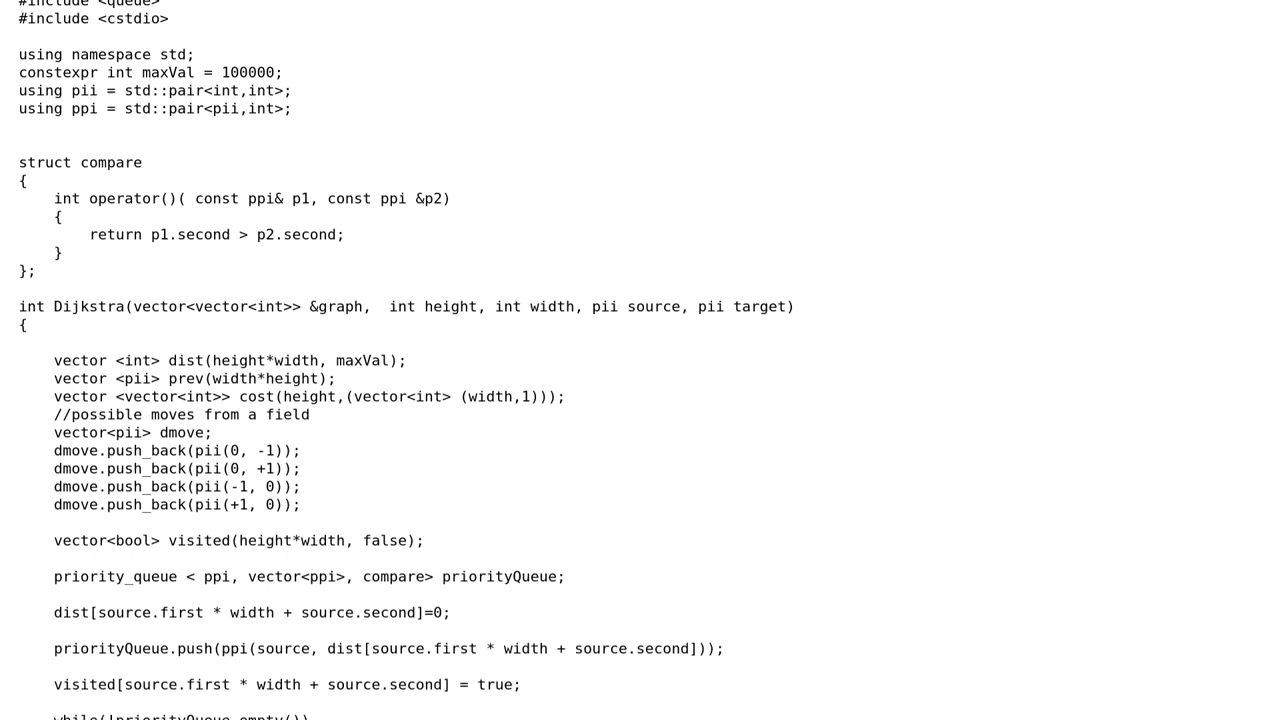 #include <queue>
#include <cstdio>
using namespace std;
constexpr int maxVal = 100000;
using pii = std::pair<int,int>;
using ppi = std::pair<pii,int>;
struct compare
{
    int operator()( const ppi& p1, const ppi &p2)
    {
        return p1.second > p2.second;
    }
};
int Dijkstra(vector<vector<int>> &graph,  int height, int width, pii source, pii target)
{
    vector <int> dist(height*width, maxVal);
    vector <pii> prev(width*height);
    vector <vector<int>> cost(height,(vector<int> (width,1)));
    //possible moves from a field
    vector<pii> dmove;
    dmove.push_back(pii(0, -1));
    dmove.push_back(pii(0, +1));
    dmove.push_back(pii(-1, 0));
    dmove.push_back(pii(+1, 0));
    vector<bool> visited(height*width, false);
    priority_queue < ppi, vector<ppi>, compare> priorityQueue;
    dist[source.first * width + source.second]=0;
    priorityQueue.push(ppi(source, dist[source.first * width + source.second]));
    visited[source.first * width + source.second] = true;
    while(!priorityQueue.empty())